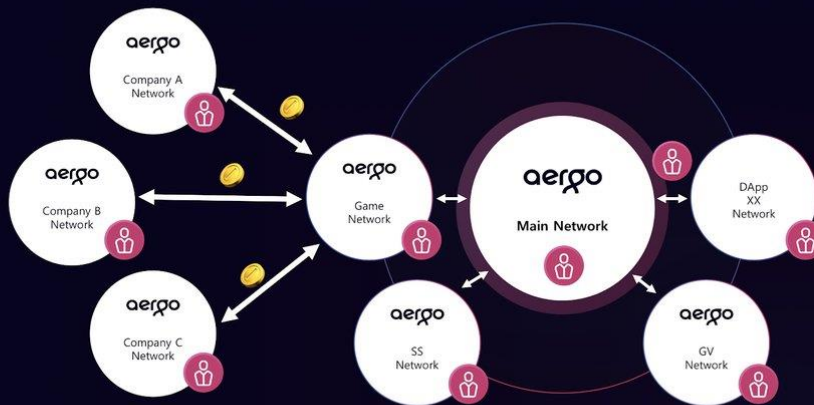 aergo
Company A
Network
aergo
Company B
Network
aergo
Company C
Network
aergo
Game
Network
aergo
Main Network
DApp
XX
Network
aergo
SS
Network
aergo
GV
Network